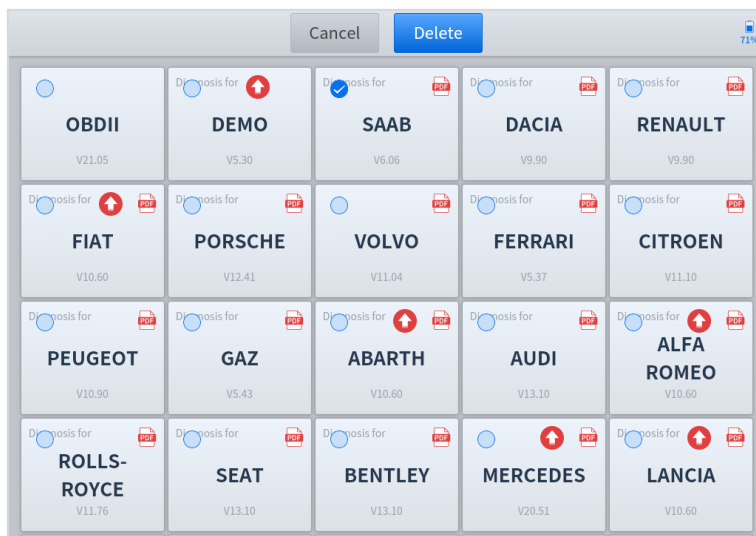 Cancel
Delete
71%
OBDII
V21.05
Diagnosis for
PDF
DEMO
V5.30
Diagnosis for
PDF
SAAB
V6.06
Diagnosis for
PDF
DACIA
V9.90
Diagnosis for
PDF
RENAULT
V9.90
Diagnosis for
PDF
FIAT
V10.60
Diagnosis for
PDF
PORSCHE
V12.41
Diagnosis for
PDF
VOLVO
V11.04
Diagnosis for
PDF
FERRARI
V5.37
Diagnosis for
PDF
CITROEN
V11.10
Diagnosis for
PDF
PEUGEOT
V10.90
Diagnosis for
PDF
GAZ
V5.43
Diagnosis for
PDF
ABARTH
V10.60
Diagnosis for
PDF
AUDI
V13.10
Diagnosis for
PDF
ALFA
ROMEO
V10.60
Diagnosis for
PDF
ROLLS-
ROYCE
V11.76
Diagnosis for
PDF
SEAT
V13.10
Diagnosis for
PDF
BENTLEY
V13.10
PDF
MERCEDES
V20.51
Diagnosis for
PDF
LANCIA
V10.60